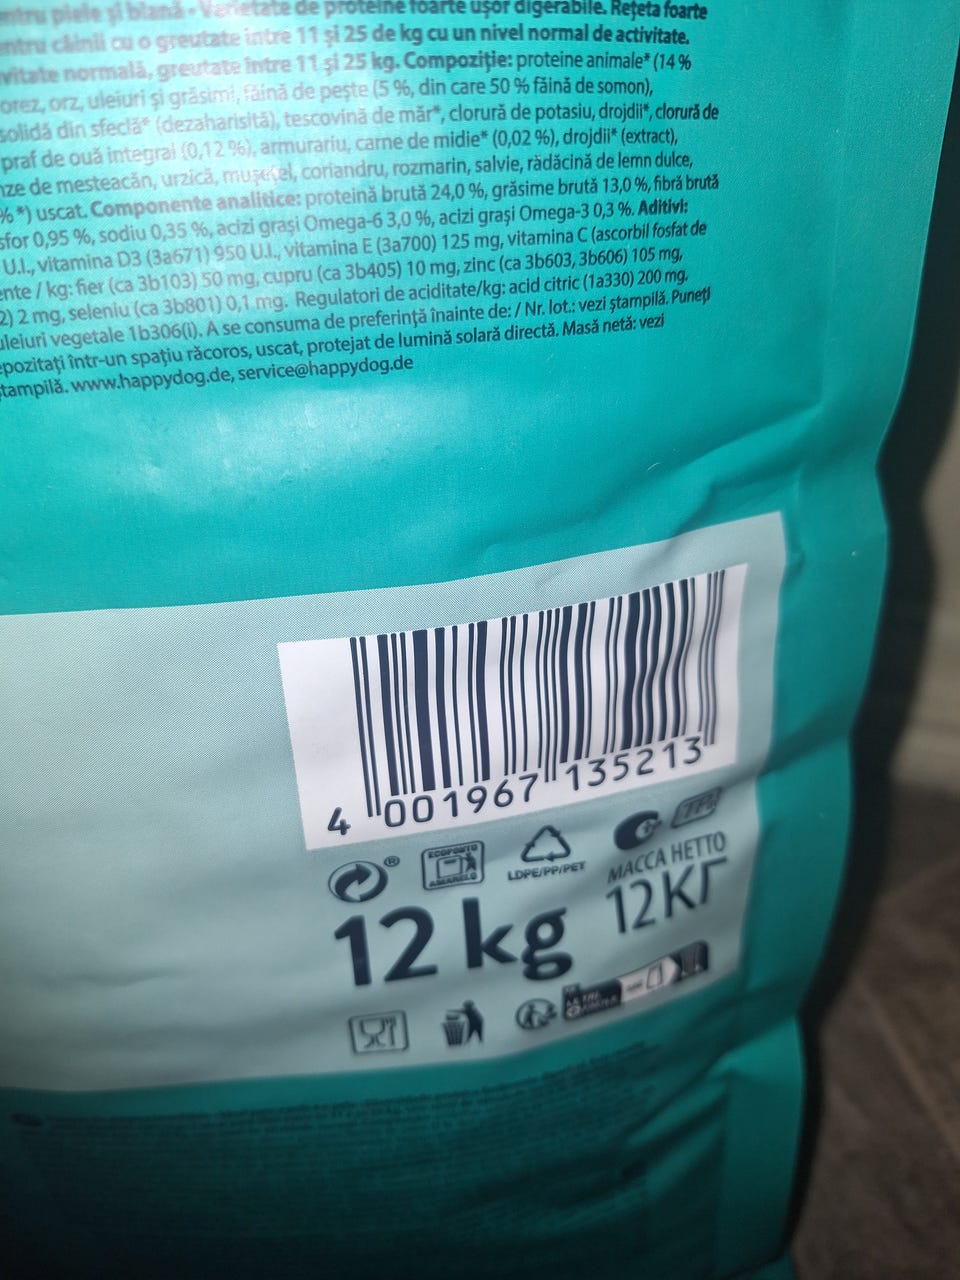 ntru piele și blană - Varietate de proteine foarte ușor digerabile. Rețeta foarte
entru câinii cu o greutate între 11 și 25 de kg cu un nivel normal de activitate.
vitate normală, greutate între 11 și 25 kg. Compoziție: proteine animale* (14 %
orez, orz, uleiuri și grăsimi, făină de pește (5 %, din care 50 % făină de somon),
solidă din sfeclă* (dezaharisită), tescovină de măr*, clorură de potasiu, drojdii*, clorură de
praf de ouă integral (0,12 %), armurariu, carne de midie* (0,02 %), drojdii* (extract),
nze de mesteacăn, urzică, mușețel, coriandru, rozmarin, salvie, rădăcină de lemn dulce,
% *) uscat. Componente analitice: proteină brută 24,0 %, grăsime brută 13,0 %, fibră brută
sfor 0,95 %, sodiu 0,35 %, acizi grași Omega-6 3,0 %, acizi grași Omega-3 0,3 %. Aditivi:
U.I., vitamina D3 (3a671) 950 U.I., vitamina E (3a700) 125 mg, vitamina C (ascorbil fosfat de
ente / kg: fier (ca 3b103) 50 mg, cupru (ca 3b405) 10 mg, zinc (ca 3b603, 3b606) 105 mg,
2) 2 mg, seleniu (ca 3b801) 0,1 mg. Regulatori de aciditate/kg: acid citric (1a330) 200 mg.
uleiuri vegetale 1b306(i). A se consuma de preferință înainte de: / Nr. lot.: vezi ștampilă. Puneți
epozitați într-un spațiu răcoros, uscat, protejat de lumină solară directă. Masă netă: vezi
ștampilă. www.happydog.de, service@happydog.de
4 001967 135213
®
ECOPONTO
AMARELO
LDPE/PP/PET
МАССА НЕТТО
12 kg
12 КГ